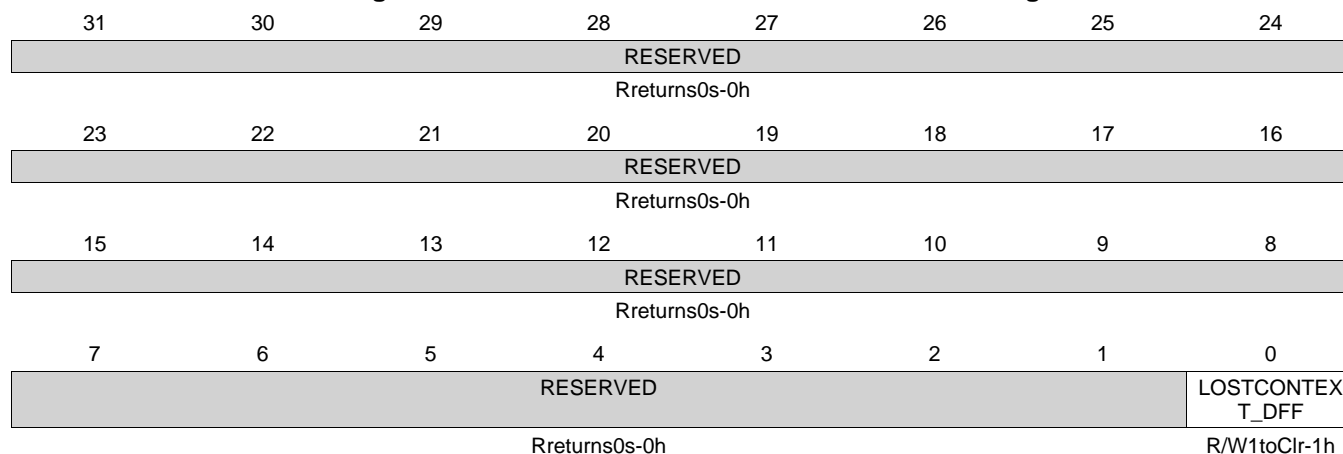 31 30 29 28 27 26 25 24
RESERVED
Rreturns0s-0h
23 22 21 20 19 18 17 16
RESERVED
Rreturns0s-0h
15 14 13 12 11 10 9 8
RESERVED
Rreturns0s-0h
7 6 5 4 3 2 1 0
RESERVED LOSTCONTEX
T_DFF
Rreturns0s-0h R/W1toClr-1h